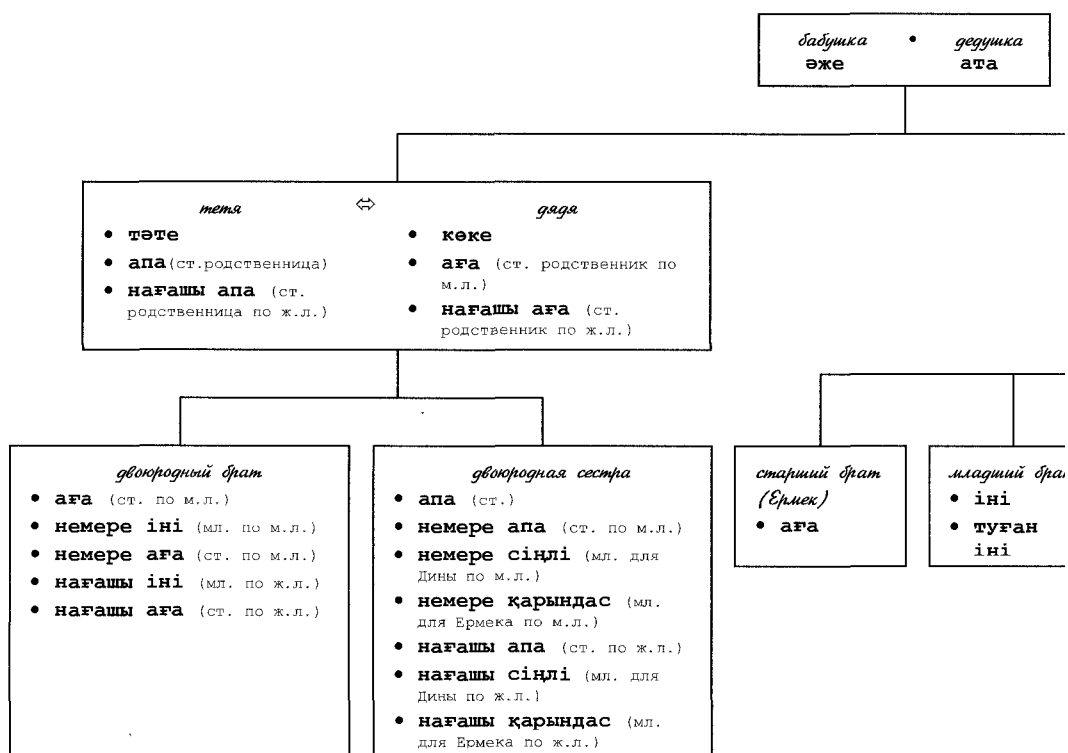 бабушка • дедушка
әже ата
тетя ⇔ дядя
• тәте
• апа(ст.родственница)
• нағашы апа (ст.
родственница по ж.л.)
• көке
• аға (ст. родственник по
м.л.)
• нағашы аға (ст.
родственник по ж.л.)
двоюродный брат
• аға (ст. по м.л.)
• немере іні (мл. по м.л.)
• немере аға (ст. по м.л.)
• нағашы іні (мл. по ж.л.)
• нағашы аға (ст. по ж.л.)
двоюродная сестра
• апа (ст.)
• немере апа (ст. по м.л.)
• немере сіңлі (мл. для
Дины по м.л.)
• немере қарындас (мл.
для Ермека по м.л.)
• нағашы апа (ст. по ж.л.)
• нағашы сіңлі (мл. для
Дины по ж.л.)
• нағашы қарындас (мл.
для Ермека по ж.л.)
старший брат
(Ермек)
• аға
младший брат
• іні
• туған
іні